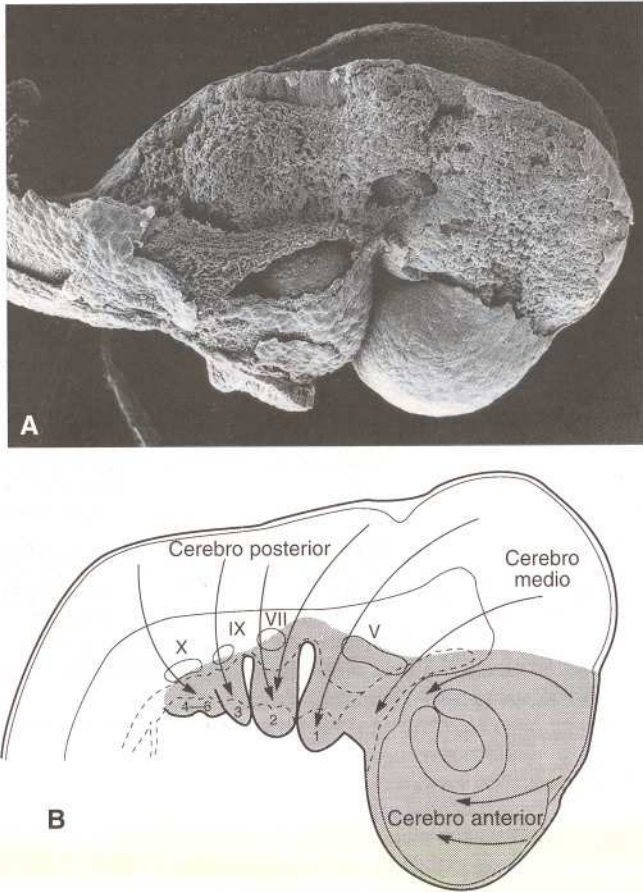 A
Cerebro posterior
Cerebro
medio
X
IX
VII
V
4–6
3
2
1
B
Cerebro anterior